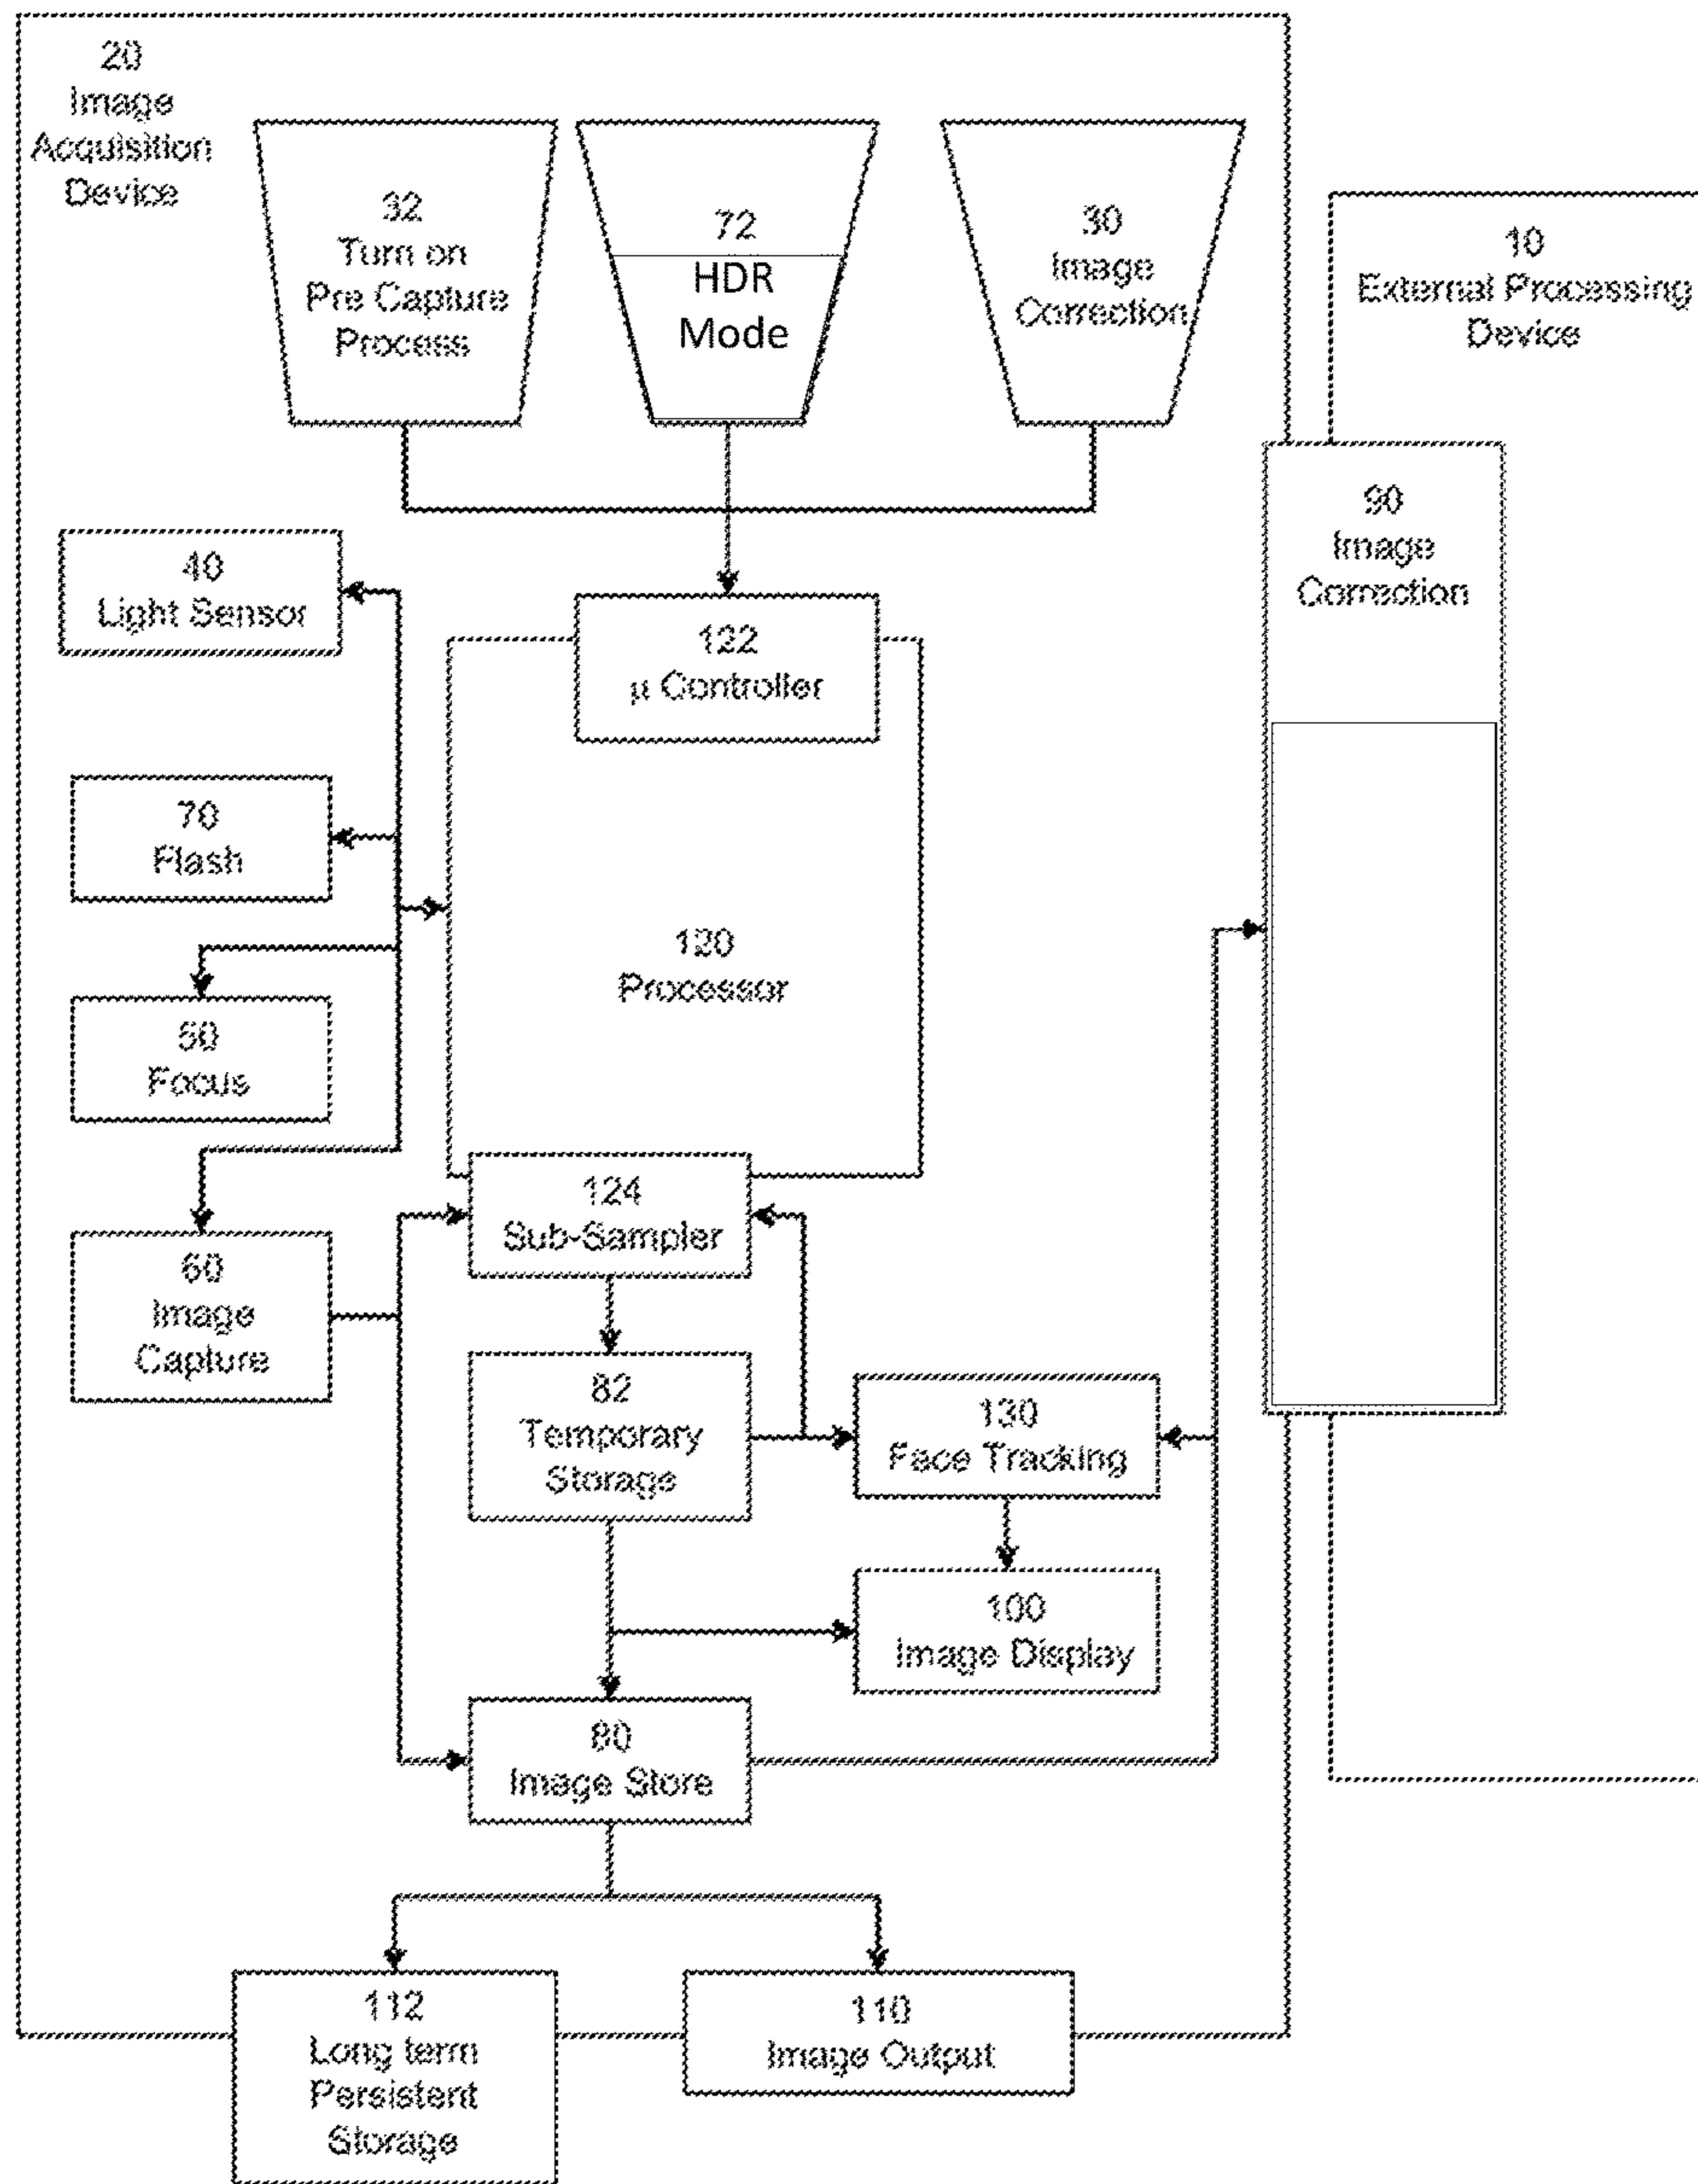 20
Image
Acquisition
Device
32
Turn on
Pre Capture
Process
72
HDR
Mode
30
Image
Correction
10
External Processing
Device
90
Image
Correction
40
Light Sensor
122
μ Controller
70
Flash
120
Processor
50
Focus
124
Sub-Sampler
60
Image
Capture
82
Temporary
Storage
130
Face Tracking
100
Image Display
80
Image Store
112
Long term
Persistent
Storage
110
Image Output